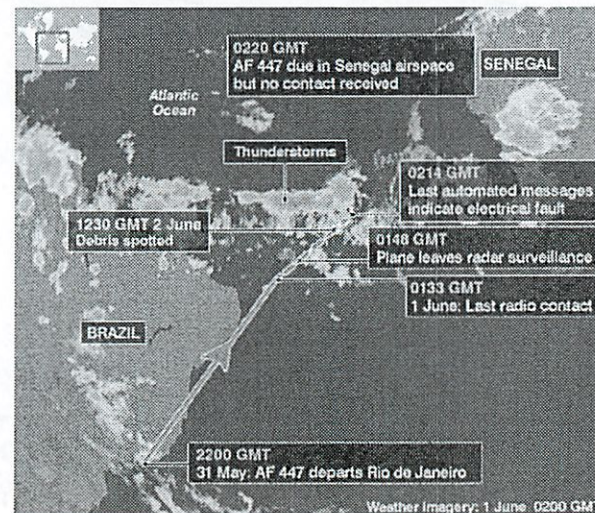 0220 GMT
AF 447 due in Senegal airspace
but no contact received
SENEGAL
Atlantic
Ocean
Thunderstorms
0214 GMT
Last automated messages
indicate electrical fault
1230 GMT 2 June
Debris spotted
0148 GMT
Plane leaves radar surveillance
0133 GMT
1 June: Last radio contact
BRAZIL
2200 GMT
31 May: AF 447 departs Rio de Janeiro
Weather Imagery: 1 June 0200 GMT